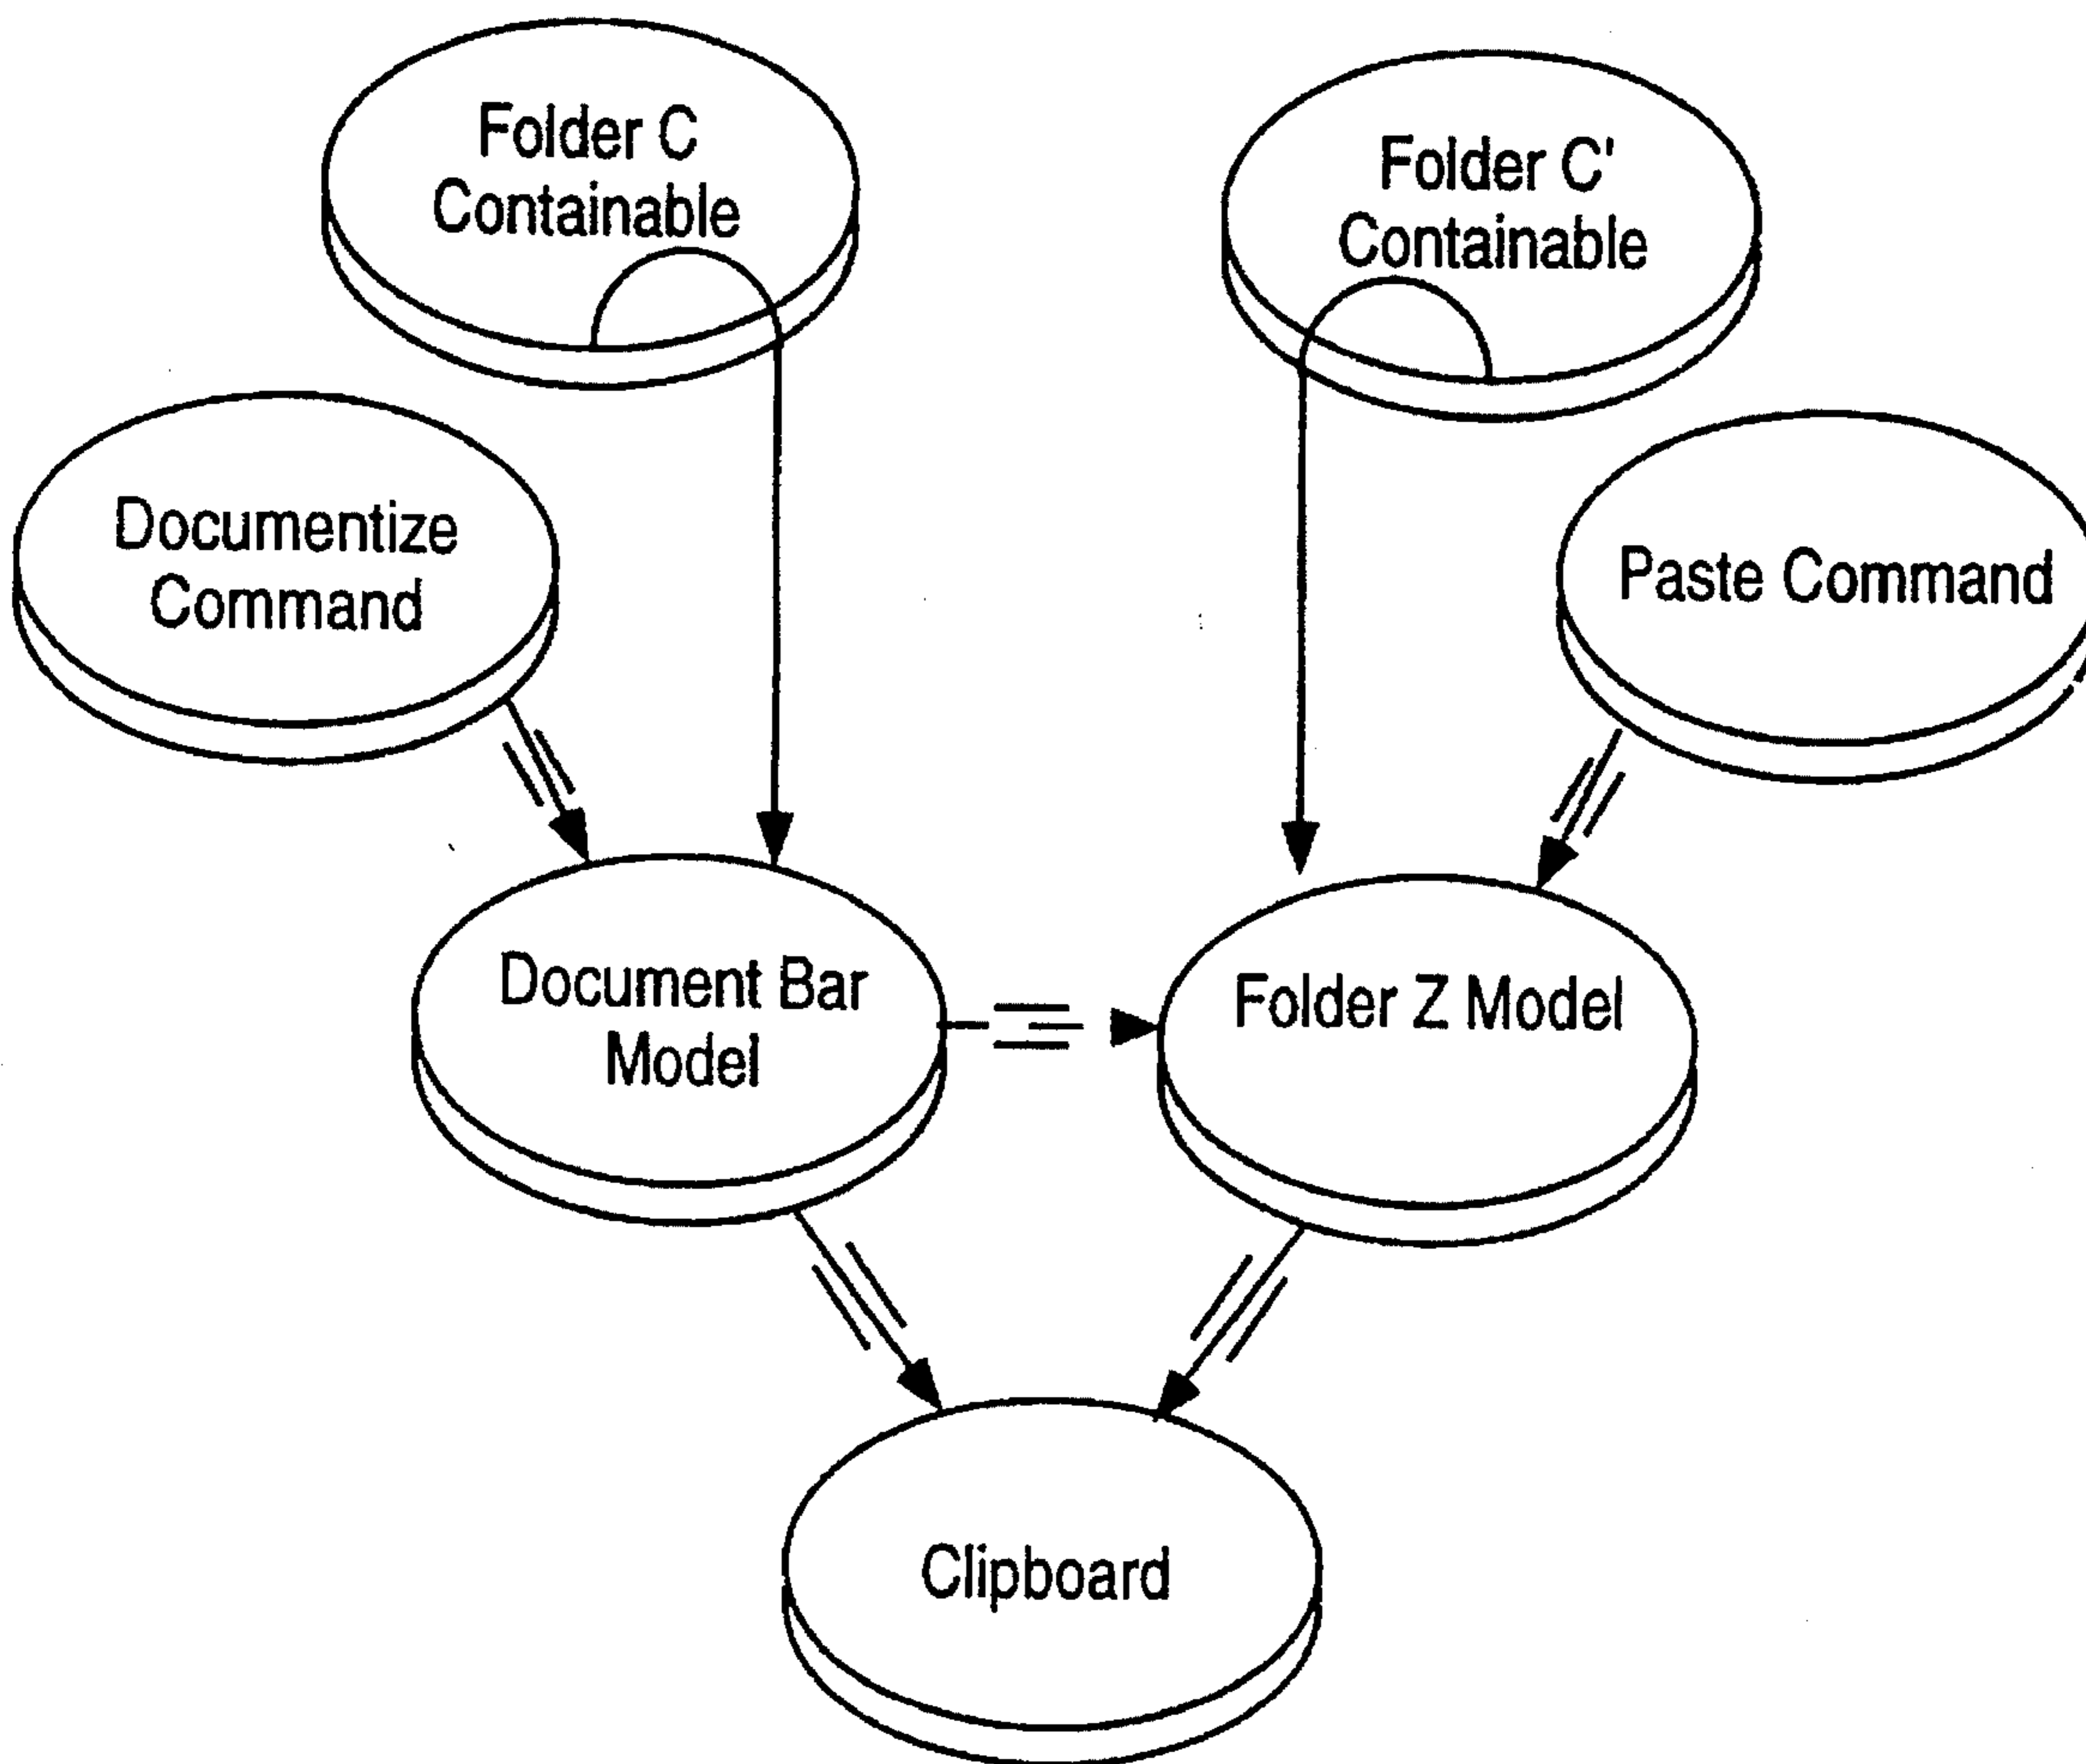 Folder C
Containable
Folder C'
Containable
Documentize
Command
Paste Command
Document Bar
Model
Folder Z Model
Clipboard